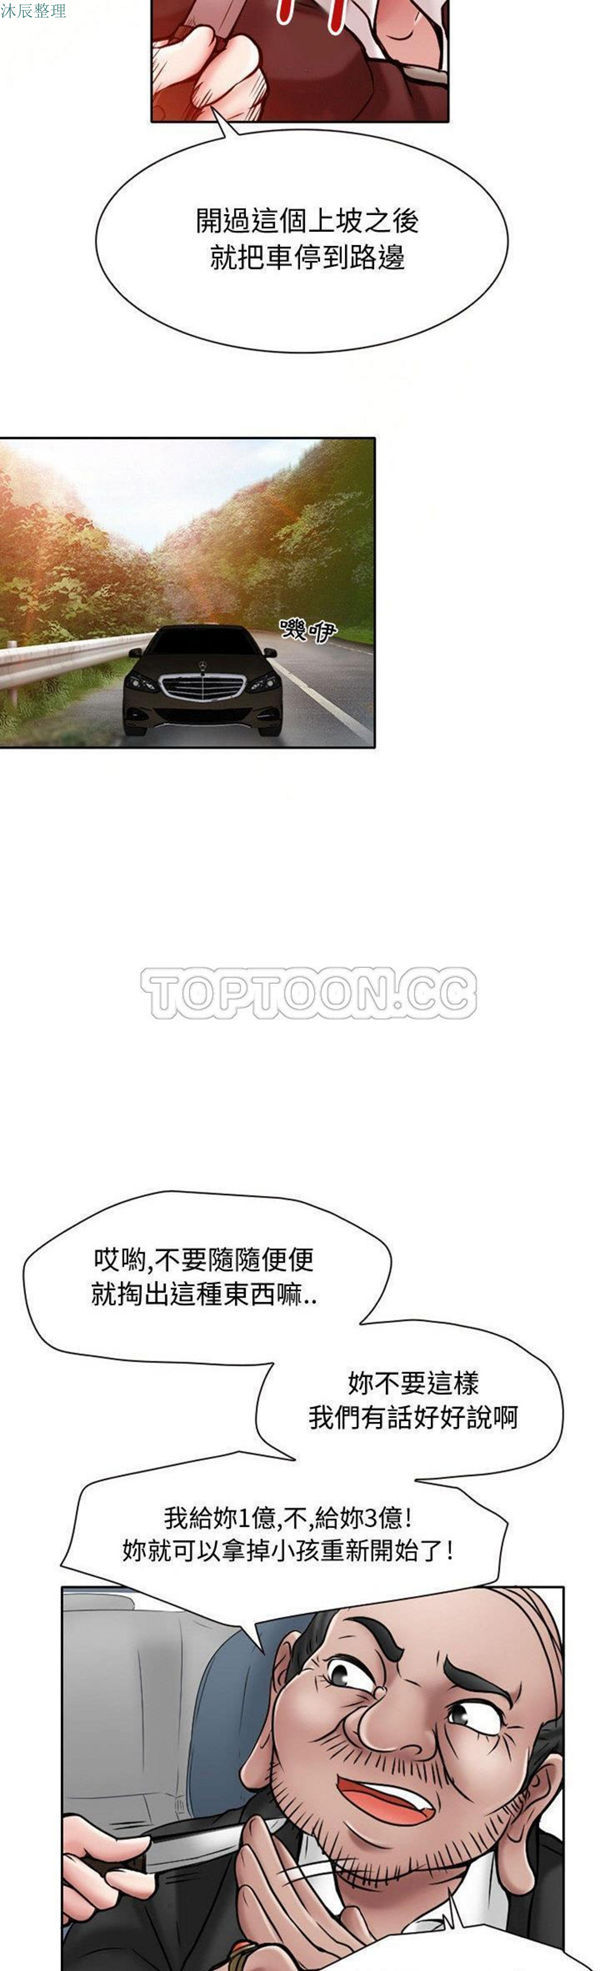 沐辰整理
開過這個上坡之後
就把車停到路邊
嘰咿
TOPTOON.CC
哎喲,不要隨隨便便
就掏出這種東西嘛..
妳不要這樣
我們有話好好說啊
我給妳1億,不,給妳3億!
妳就可以拿掉小孩重新開始了!